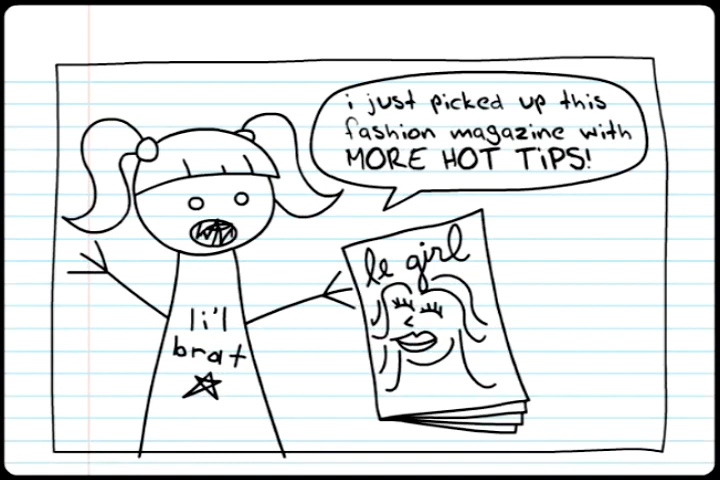 i just picked up this
fashion magazine with
MORE HOT TiPS!
le girl
li'l
brat